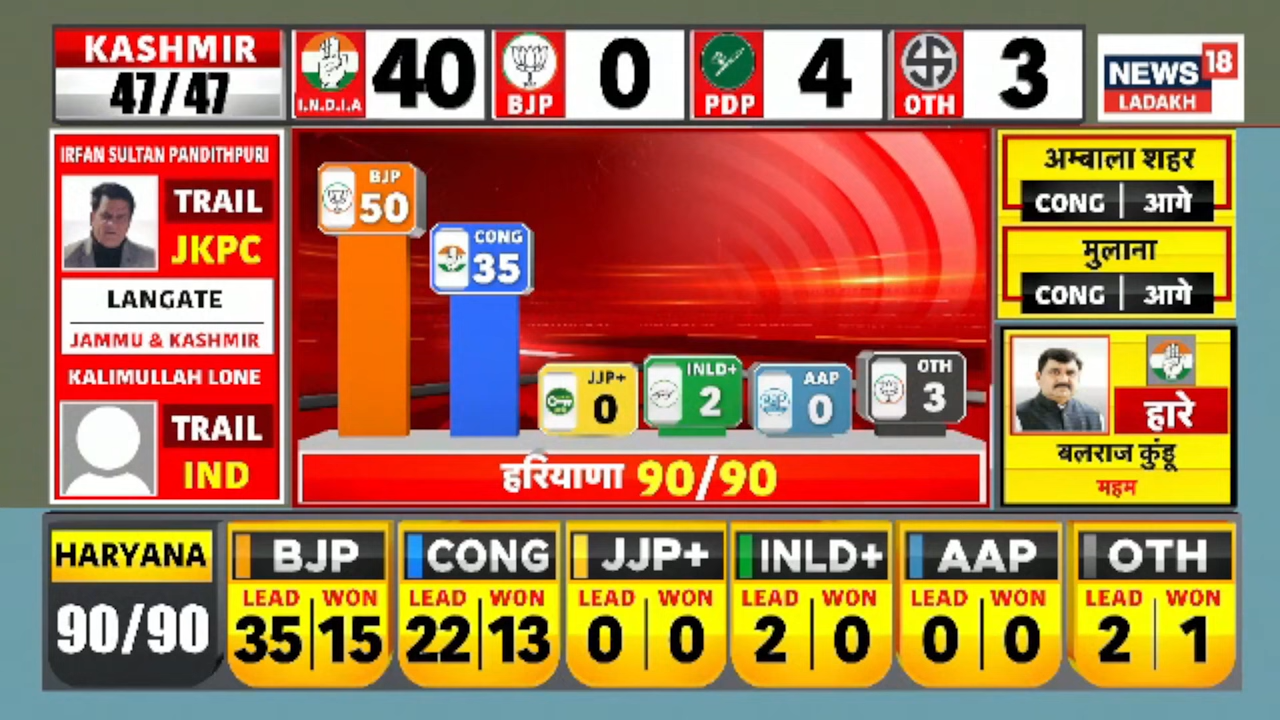 KASHMIR
47/47
I.N.D.I.A 40
BJP 0
PDP 4
OTH 3
NEWS 18
LADAKH
IRFAN SULTAN PANDITHPURI
TRAIL
JKPC
LANGATE
JAMMU & KASHMIR
KALIMULLAH LONE
TRAIL
IND
BJP
50
CONG
35
JJP+
0
INLD+
2
AAP
0
OTH
3
हरियाणा 90/90
अम्बाला शहर
CONG | आगे
मुलाना
CONG | आगे
हारे
बलराज कुंडू
महम
HARYANA
90/90
BJP
LEAD WON
35 15
CONG
LEAD WON
22 13
JJP+
LEAD WON
0 0
INLD+
LEAD WON
2 0
AAP
LEAD WON
0 0
OTH
LEAD WON
2 1